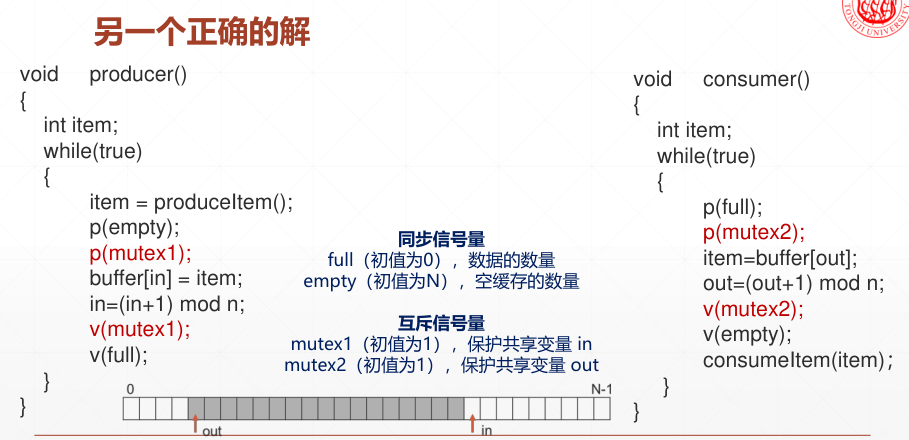 另一个正确的解
TONGJI UNIVERSITY
void producer()
{
int item;
while(true)
{
item = produceItem();
p(empty);
p(mutex1);
buffer[in] = item;
in=(in+1) mod n;
v(mutex1);
v(full);
}
}
同步信号量
full（初值为0），数据的数量
empty（初值为N），空缓存的数量
互斥信号量
mutex1（初值为1），保护共享变量 in
mutex2（初值为1），保护共享变量 out
void consumer()
{
int item;
while(true)
{
p(full);
p(mutex2);
item=buffer[out];
out=(out+1) mod n;
v(mutex2);
v(empty);
consumeItem(item);
}
}
0
N-1
out
in